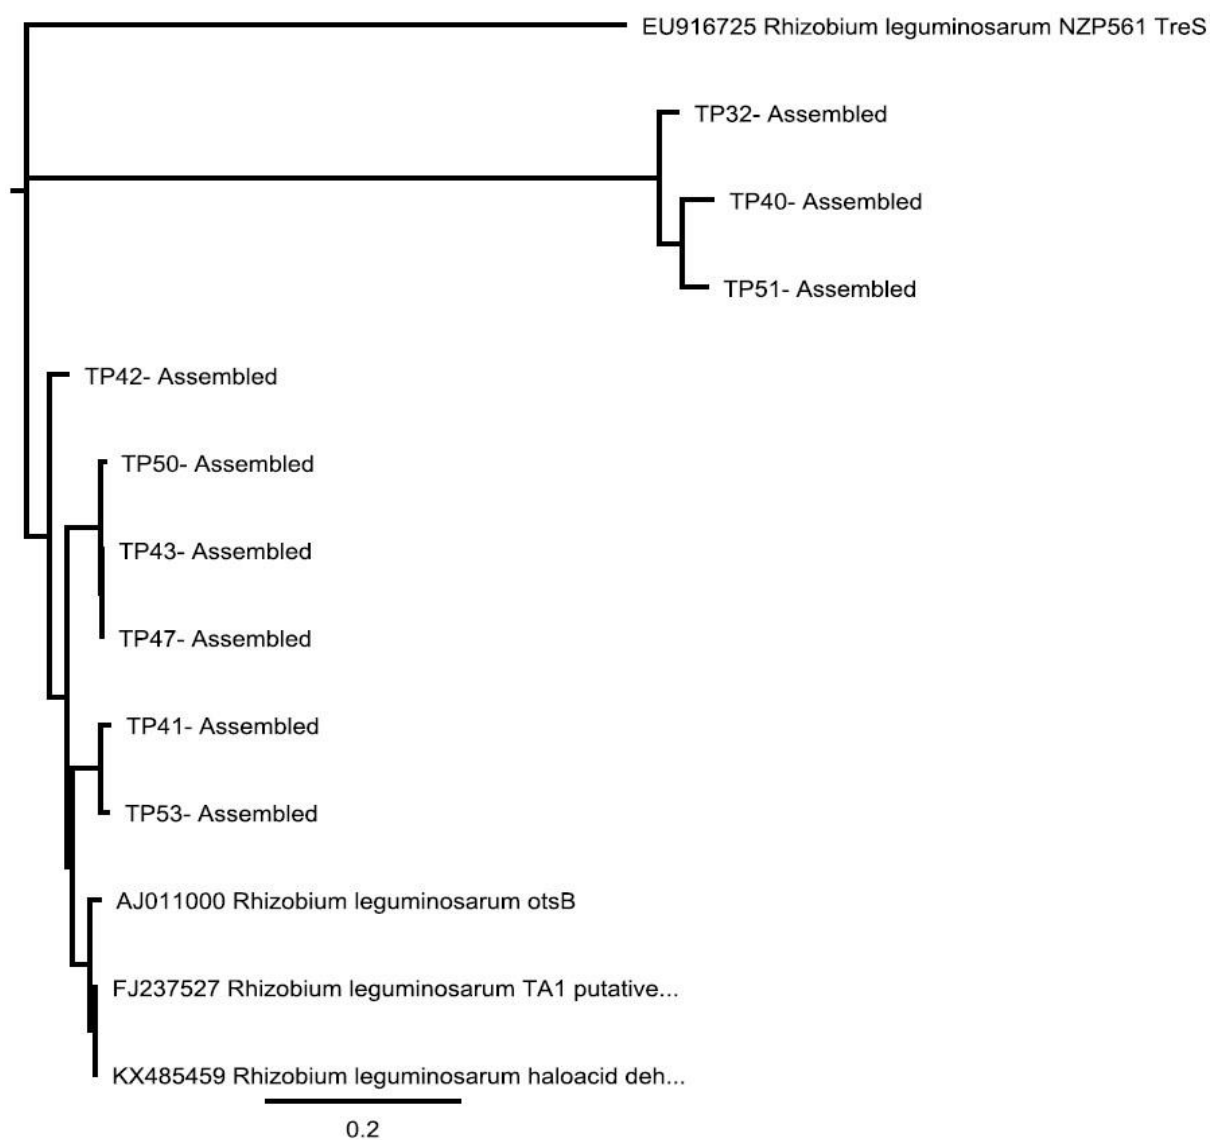 EU916725 Rhizobium leguminosarum NZP561 TreS
TP32- Assembled
TP40- Assembled
TP51- Assembled
TP42- Assembled
TP50- Assembled
TP43- Assembled
TP47- Assembled
TP41- Assembled
TP53- Assembled
AJ011000 Rhizobium leguminosarum otsB
FJ237527 Rhizobium leguminosarum TA1 putative...
KX485459 Rhizobium leguminosarum haloacid deh...
0.2